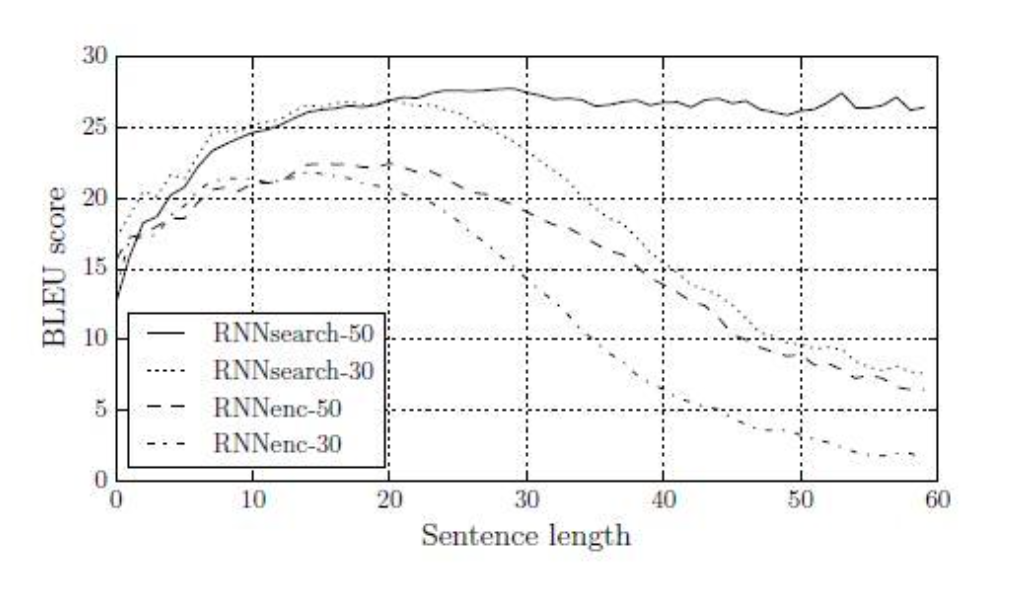 30
25
20
15
10
5
0
BLEU score
RNNsearch-50
RNNsearch-30
RNNenc-50
RNNenc-30
0 10 20 30 40 50 60
Sentence length